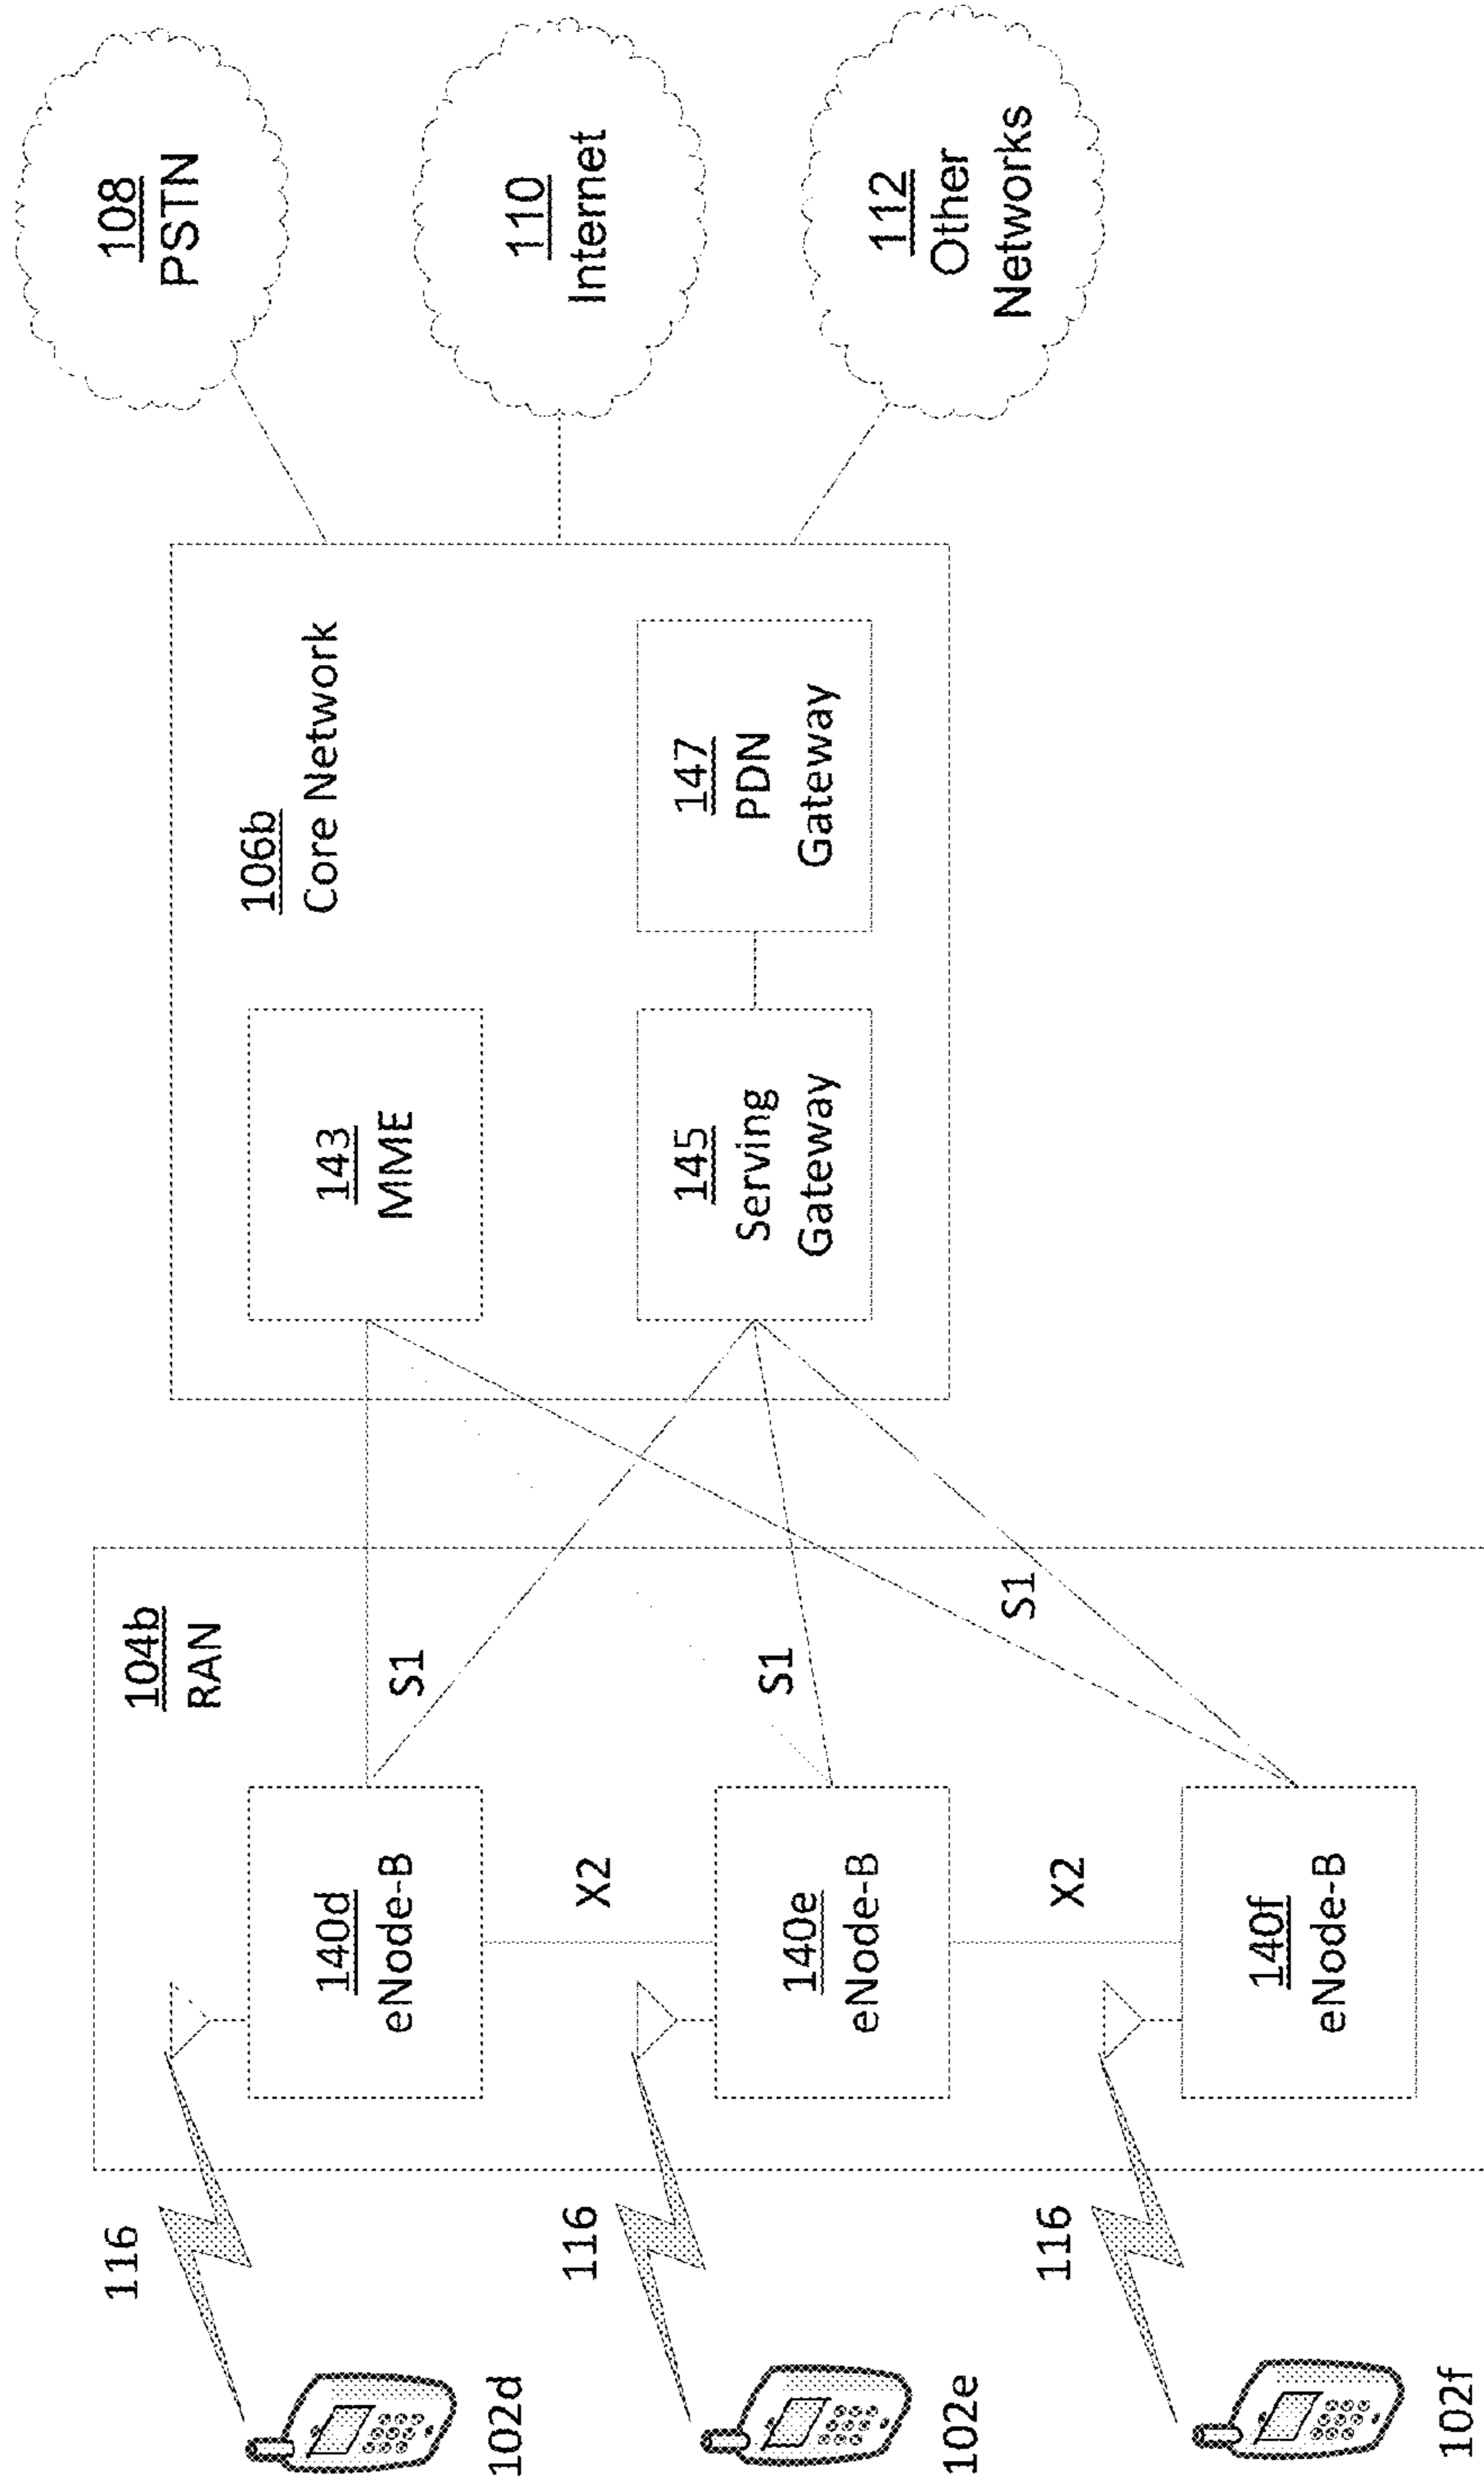 116
102d
116
102e
116
102f
104b
RAN
140d
eNode-B
X2
140e
eNode-B
X2
140f
eNode-B
S1
S1
S1
106b
Core Network
143
MME
145
Serving
Gateway
147
PDN
Gateway
108
PSTN
110
Internet
112
Other
Networks